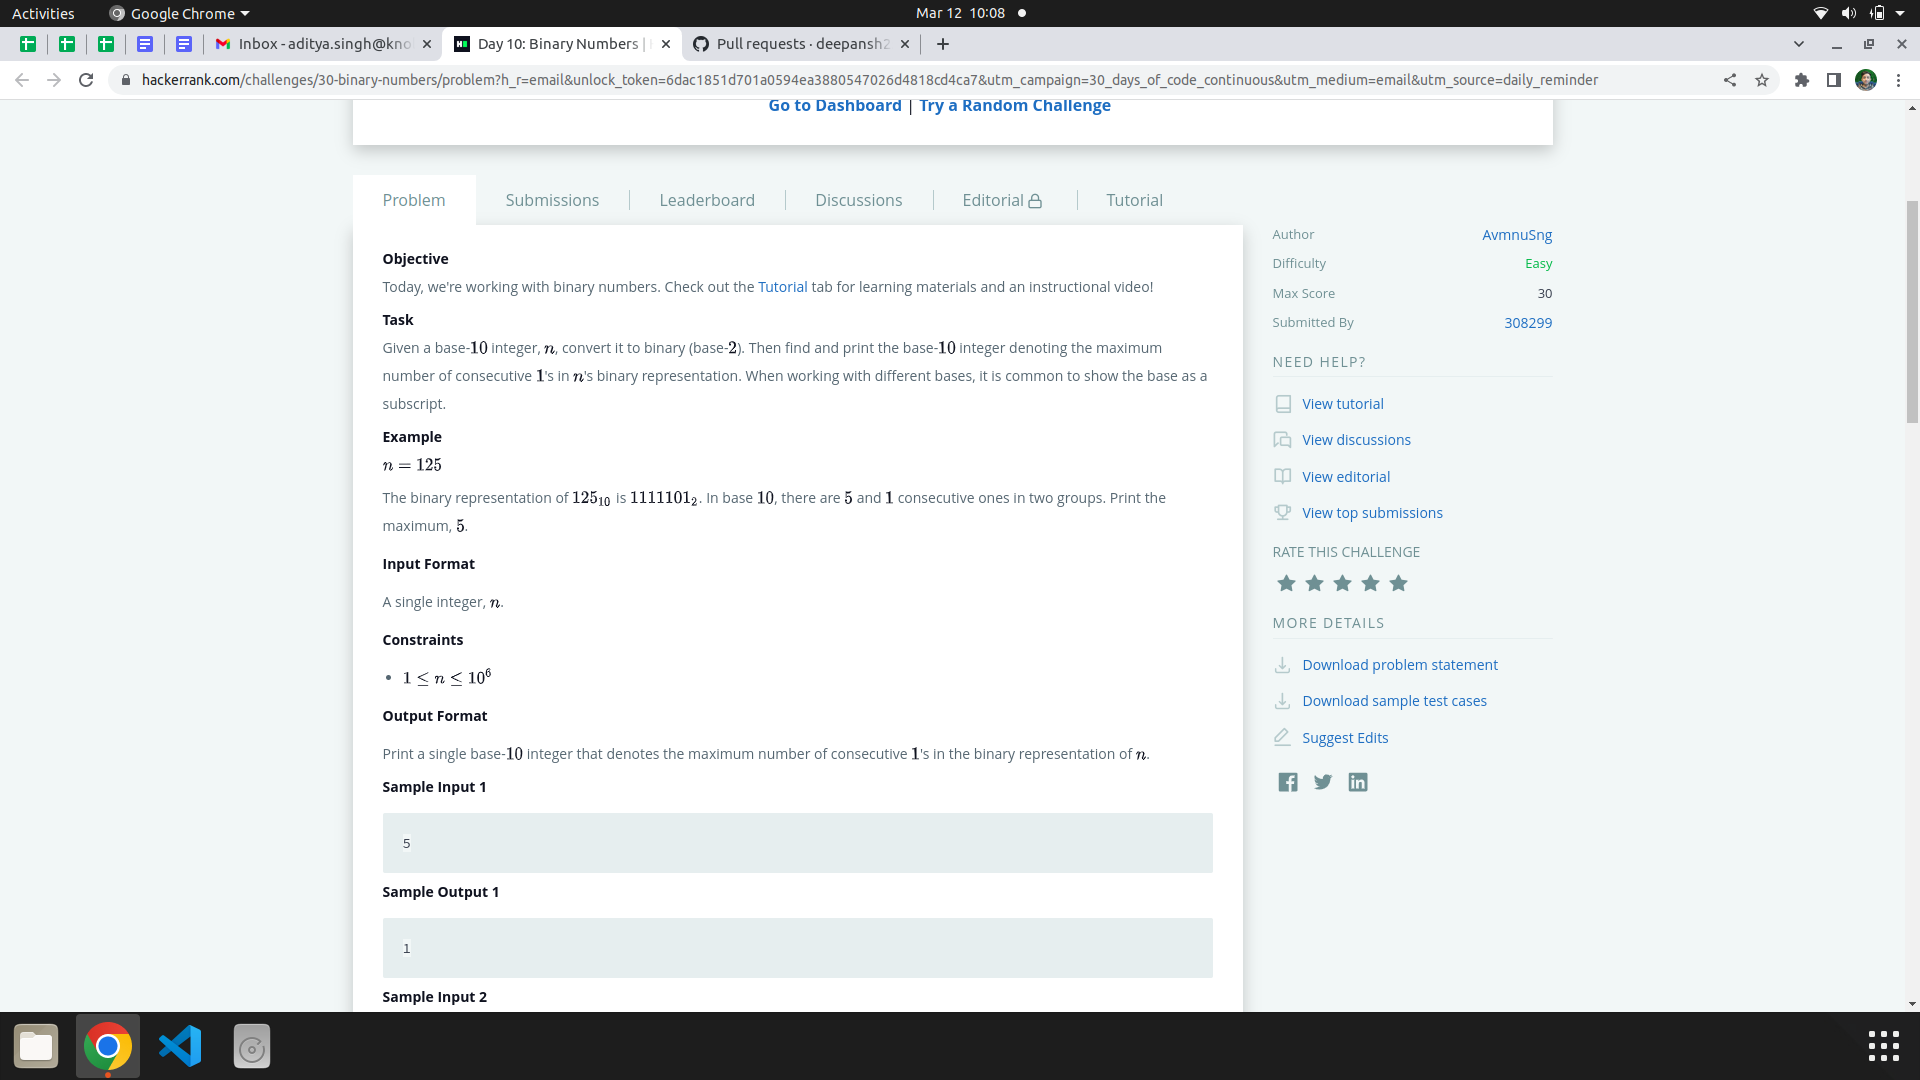 Activities
Google Chrome
Mar 12 10:08
Inbox - aditya.singh@kno
Day 10: Binary Numbers |
Pull requests · deepansh2
hackerrank.com/challenges/30-binary-numbers/problem?h_r=email&unlock_token=6dac1851d701a0594ea3880547026d4818cd4ca7&utm_campaign=30_days_of_code_continuous&utm_medium=email&utm_source=daily_reminder
Go to Dashboard | Try a Random Challenge
Problem
Submissions
Leaderboard
Discussions
Editorial
Tutorial
Objective
Today, we're working with binary numbers. Check out the Tutorial tab for learning materials and an instructional video!
Task
Given a base-10 integer, n, convert it to binary (base-2). Then find and print the base-10 integer denoting the maximum
number of consecutive 1's in n's binary representation. When working with different bases, it is common to show the base as a
subscript.
Example
n = 125
The binary representation of 125₁₀ is 1111101₂. In base 10, there are 5 and 1 consecutive ones in two groups. Print the
maximum, 5.
Input Format
A single integer, n.
Constraints
• 1 ≤ n ≤ 10⁶
Output Format
Print a single base-10 integer that denotes the maximum number of consecutive 1's in the binary representation of n.
Sample Input 1
5
Sample Output 1
1
Sample Input 2
Author AvmnuSng
Difficulty Easy
Max Score 30
Submitted By 308299
NEED HELP?
View tutorial
View discussions
View editorial
View top submissions
RATE THIS CHALLENGE
MORE DETAILS
Download problem statement
Download sample test cases
Suggest Edits